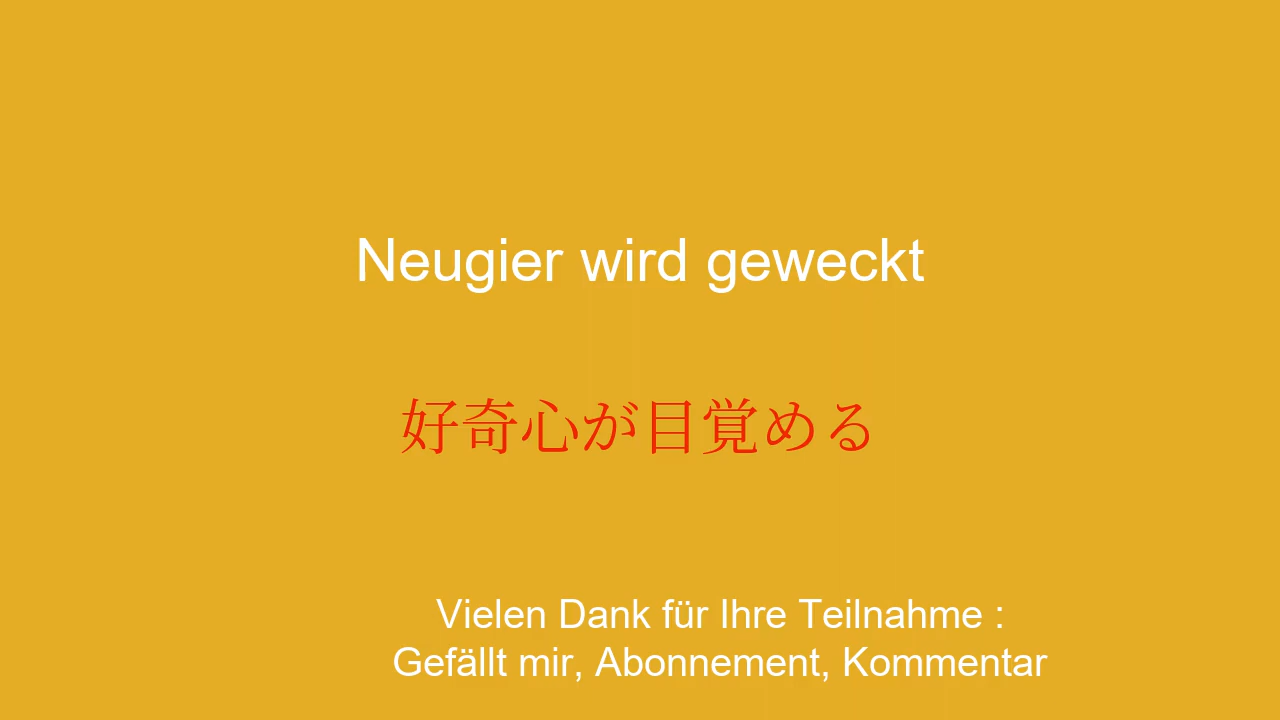 Neugier wird geweckt
好奇心が目覚める
Vielen Dank für Ihre Teilnahme :
Gefällt mir, Abonnement, Kommentar